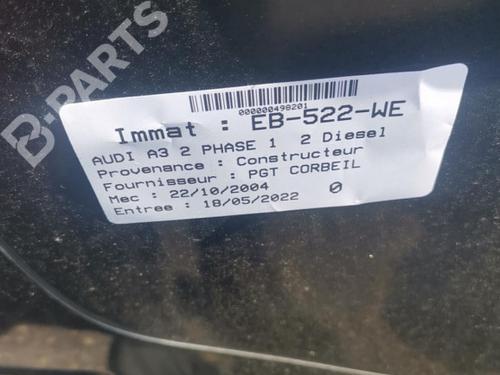 B-PARTS
000000498201
Immat : EB-522-WE
AUDI A3 2 PHASE 1 2 Diesel
Provenance : Constructeur
Fournisseur : PGT CORBEIL
Mec : 22/10/2004 0
Entree : 18/05/2022